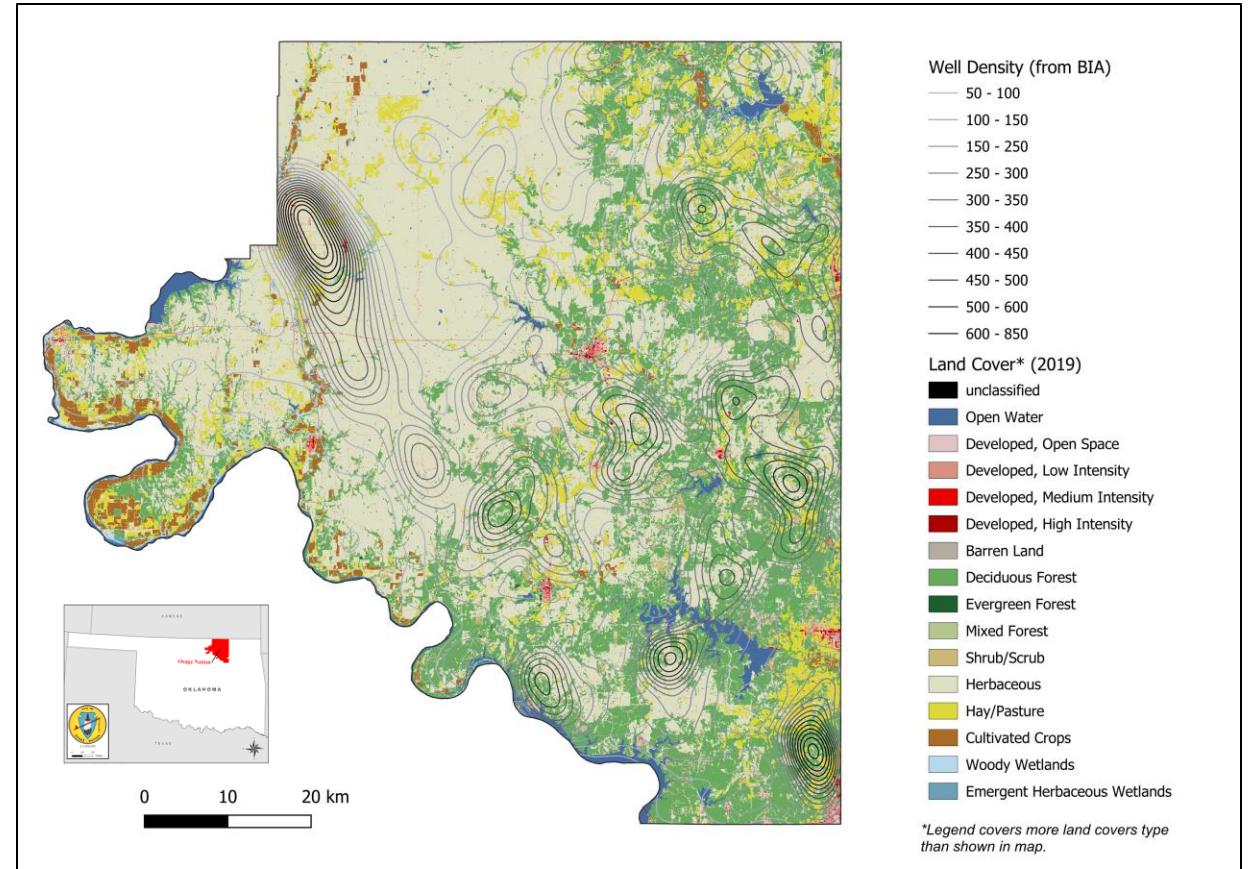 Well Density (from BIA)
50 - 100
100 - 150
150 - 250
250 - 300
300 - 350
350 - 400
400 - 450
450 - 500
500 - 600
600 - 850
Land Cover* (2019)
unclassified
Open Water
Developed, Open Space
Developed, Low Intensity
Developed, Medium Intensity
Developed, High Intensity
Barren Land
Deciduous Forest
Evergreen Forest
Mixed Forest
Shrub/Scrub
Herbaceous
Hay/Pasture
Cultivated Crops
Woody Wetlands
Emergent Herbaceous Wetlands
*Legend covers more land covers type
than shown in map.
KANSAS
Osage Nation
OKLAHOMA
TEXAS
0 10 20 km